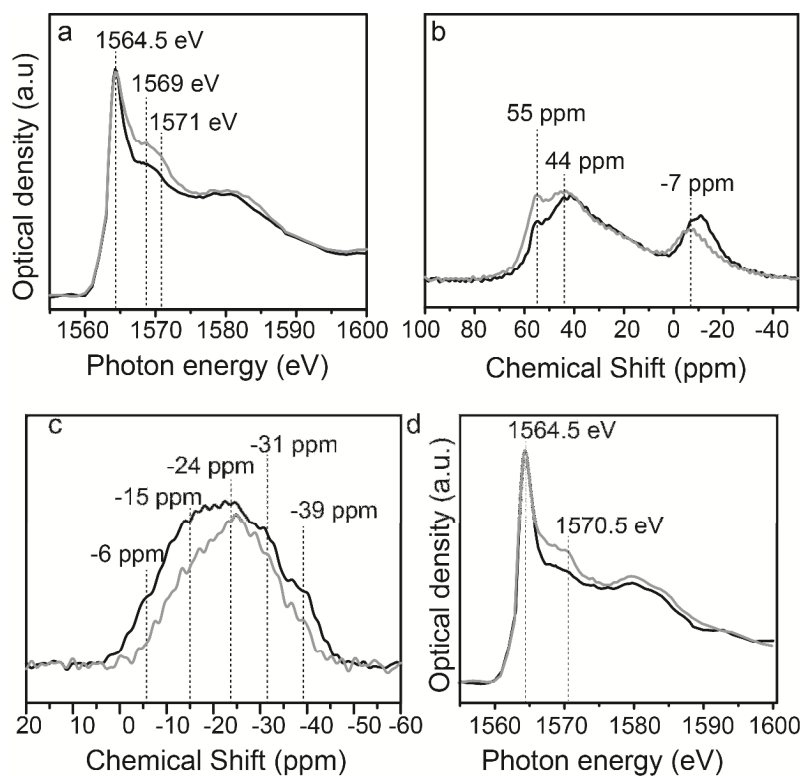 a
1564.5 eV
1569 eV
1571 eV
Optical density (a.u)
1560 1570 1580 1590 1600
Photon energy (eV)
b
55 ppm
44 ppm
-7 ppm
Optical density (a.u)
100 80 60 40 20 0 -20 -40
Chemical Shift (ppm)
c
-31 ppm
-24 ppm
-15 ppm
-39 ppm
-6 ppm
20 10 0 -10 -20 -30 -40 -50 -60
Chemical Shift (ppm)
d
1564.5 eV
1570.5 eV
Optical density (a.u.)
1560 1570 1580 1590 1600
Photon energy (eV)